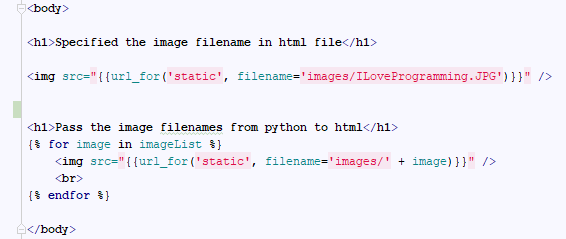 <body>
<h1>Specified the image filename in html file</h1>
<img src="{{url_for('static', filename='images/ILoveProgramming.JPG')}}" />
<h1>Pass the image filenames from python to html</h1>
{% for image in imageList %}
<img src="{{url_for('static', filename='images/' + image)}}" />
<br>
{% endfor %}
</body>